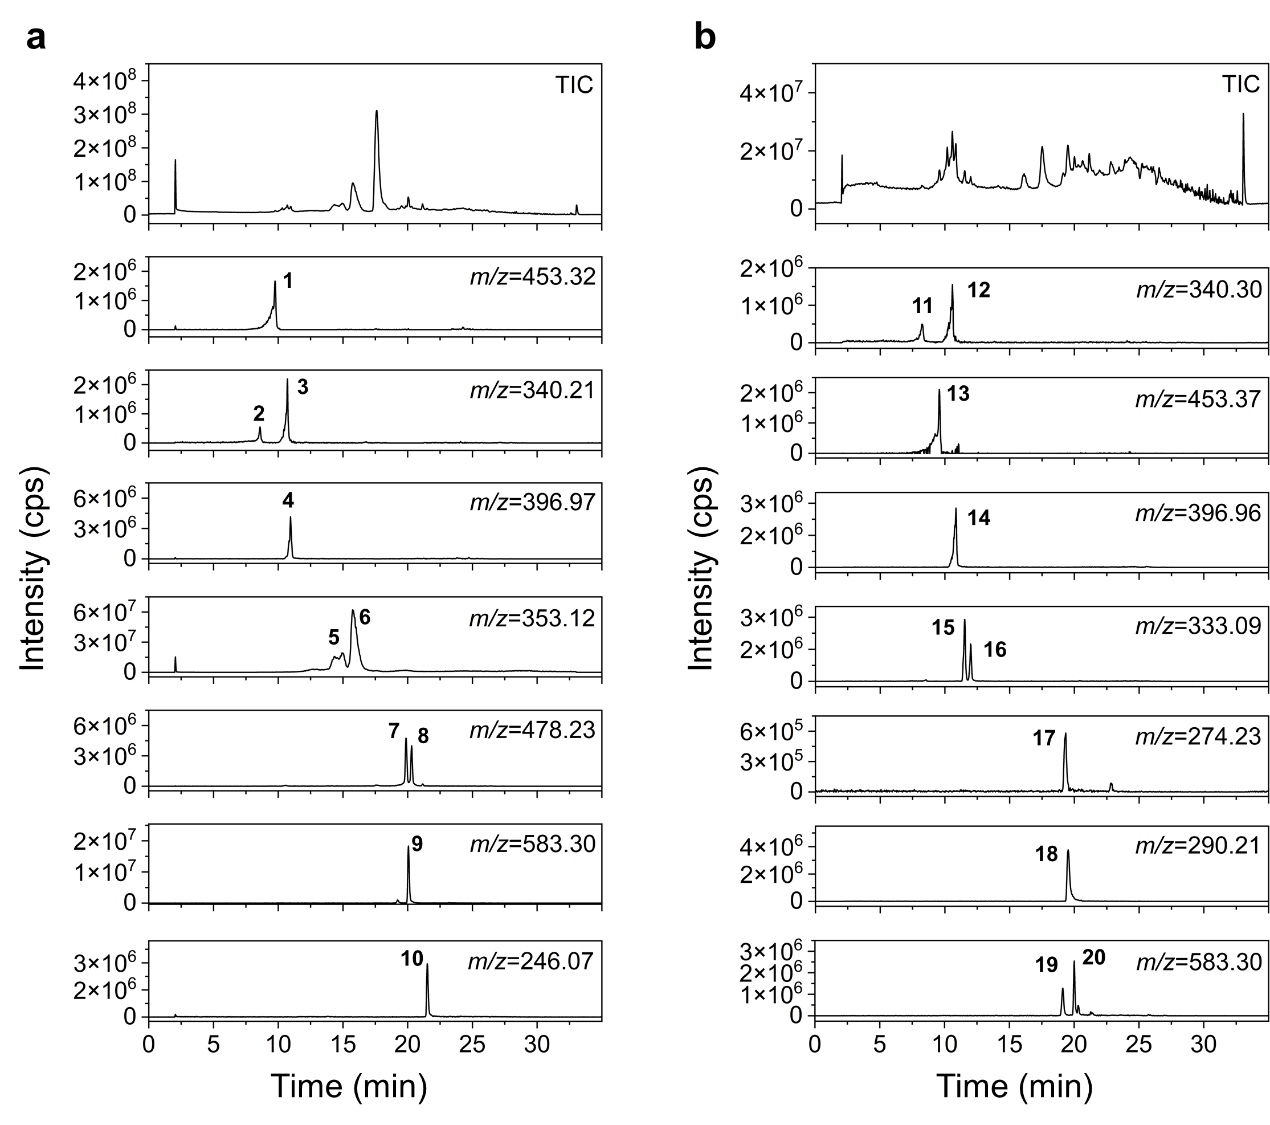 a
Intensity (cps)
4×10⁸
3×10⁸
2×10⁸
1×10⁸
0
TIC
2×10⁶
1×10⁶
0
1
m/z=453.32
2×10⁶
1×10⁶
0
2
3
m/z=340.21
6×10⁶
3×10⁶
0
4
m/z=396.97
6×10⁷
3×10⁷
0
5
6
m/z=353.12
6×10⁶
3×10⁶
0
7
8
m/z=478.23
2×10⁷
1×10⁷
0
9
m/z=583.30
3×10⁶
2×10⁶
0
10
m/z=246.07
0 5 10 15 20 25 30
Time (min)
b
Intensity (cps)
4×10⁷
2×10⁷
0
TIC
2×10⁶
1×10⁶
0
11
12
m/z=340.30
2×10⁶
1×10⁶
0
13
m/z=453.37
3×10⁶
2×10⁶
0
14
m/z=396.96
3×10⁶
2×10⁶
0
15
16
m/z=333.09
6×10⁵
3×10⁵
0
17
m/z=274.23
4×10⁶
2×10⁶
0
18
m/z=290.21
3×10⁶
2×10⁶
1×10⁶
0
19
20
m/z=583.30
0 5 10 15 20 25 30
Time (min)